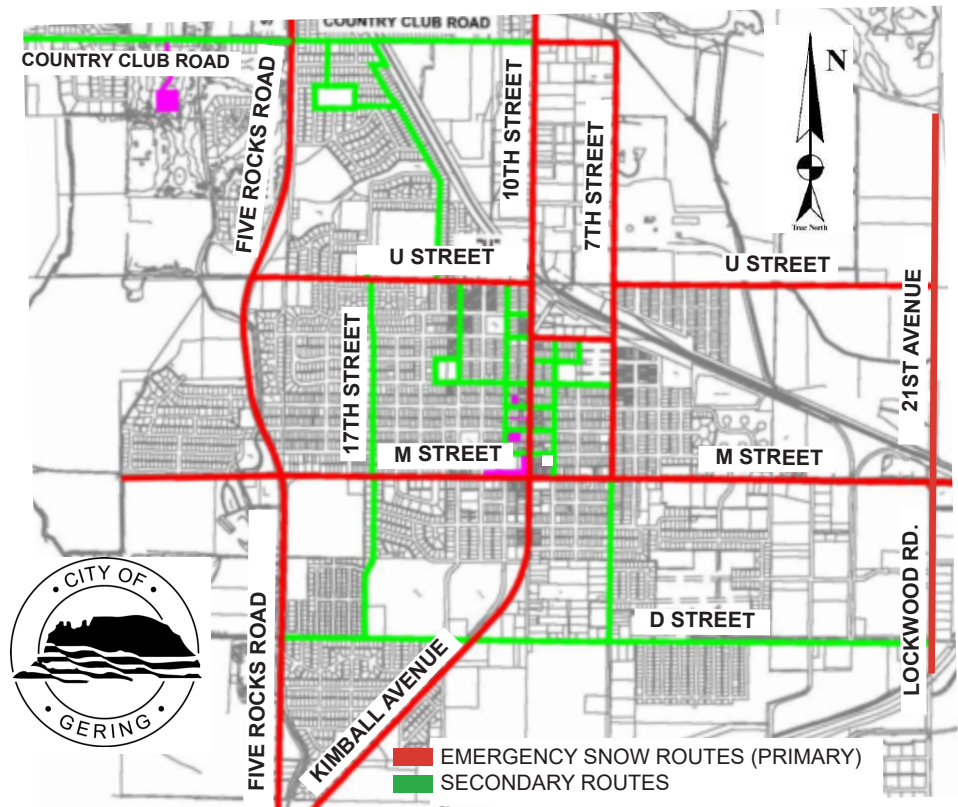 COUNTRY CLUB ROAD
COUNTRY CLUB ROAD
N
True North
FIVE ROCKS ROAD
10TH STREET
7TH STREET
U STREET
U STREET
21ST AVENUE
17TH STREET
M STREET
M STREET
LOCKWOOD RD.
CITY OF
GERING
D STREET
FIVE ROCKS ROAD
KIMBALL AVENUE
EMERGENCY SNOW ROUTES (PRIMARY)
SECONDARY ROUTES